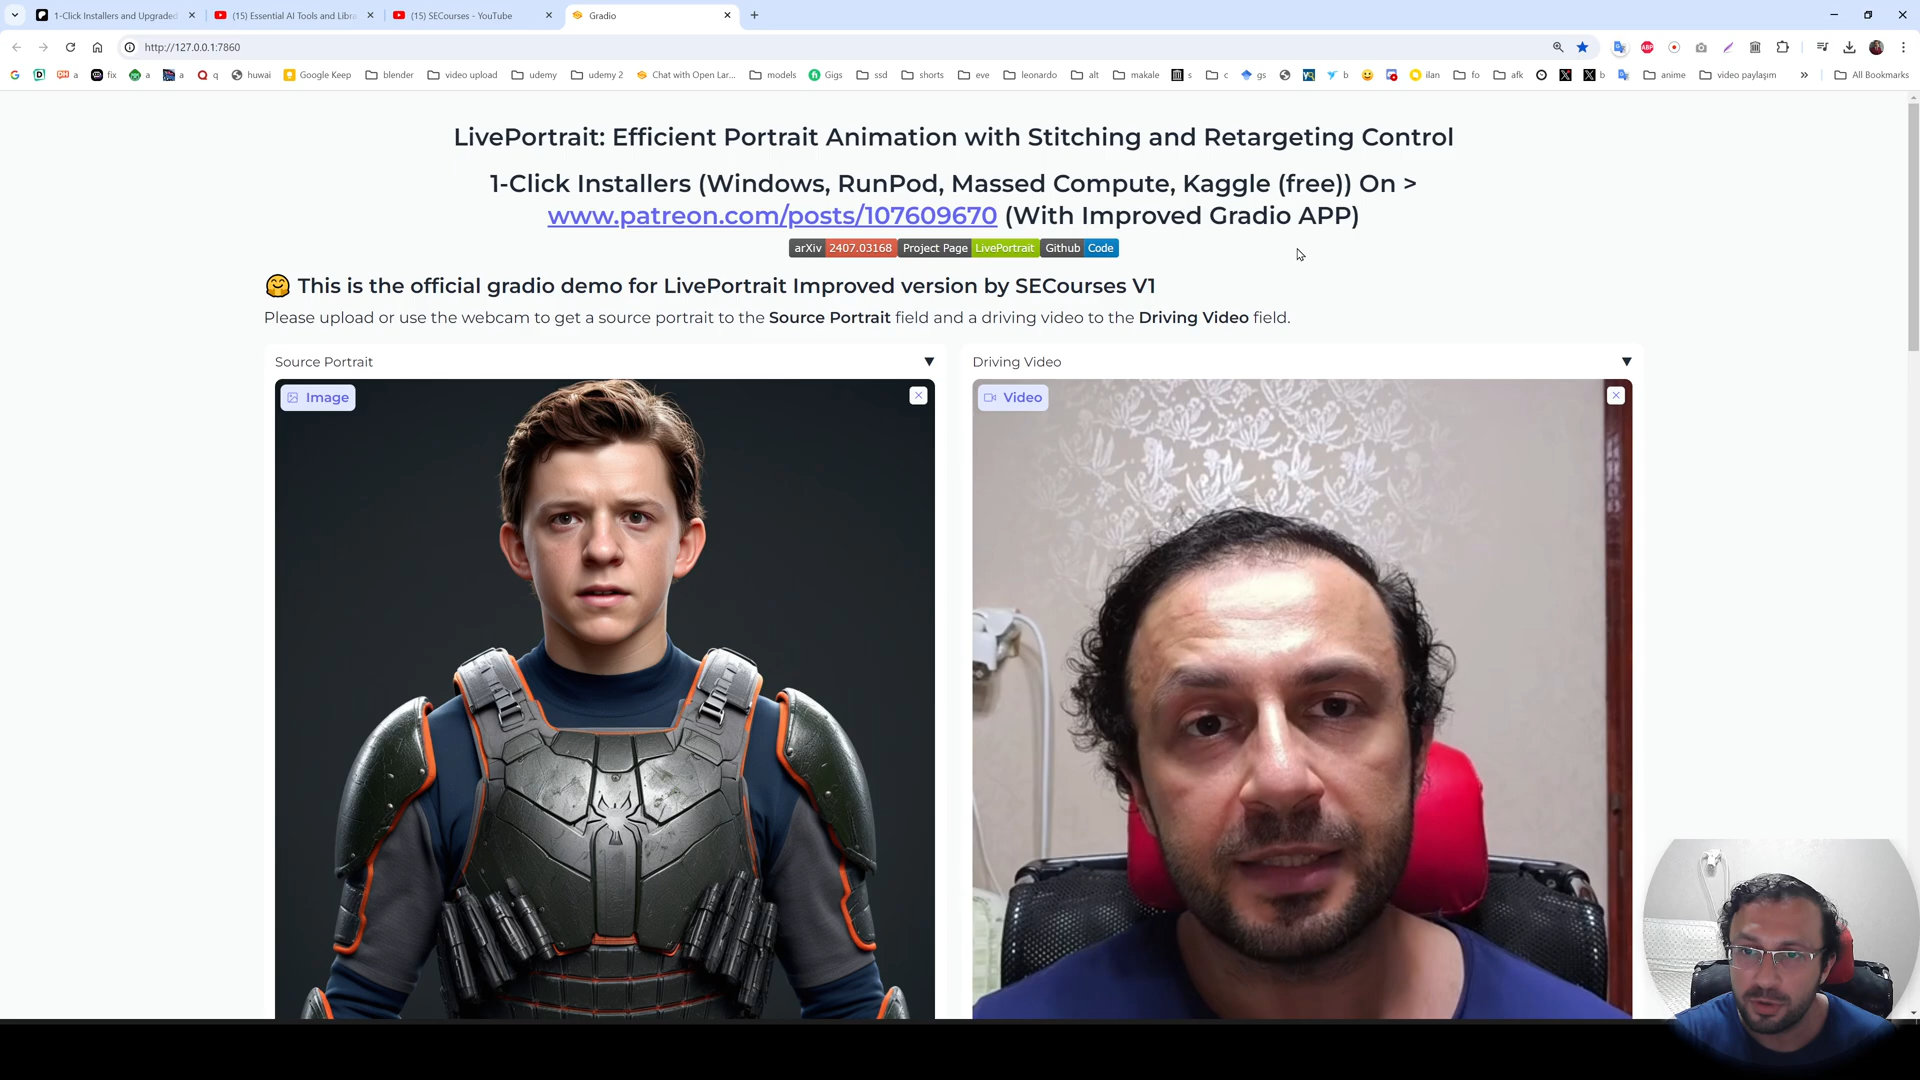 1-Click Installers and Upgraded
(15) Essential AI Tools and Libra
(15) SECourses - YouTube
Gradio
http://127.0.0.1:7860
ABP
a
fix
a
a
q
huwai
Google Keep
blender
video upload
udemy
udemy 2
Chat with Open Lar...
models
Gigs
ssd
shorts
eve
leonardo
alt
makale
s
c
gs
b
ilan
fo
afk
b
anime
video paylaşım
All Bookmarks
LivePortrait: Efficient Portrait Animation with Stitching and Retargeting Control
1-Click Installers (Windows, RunPod, Massed Compute, Kaggle (free)) On >
www.patreon.com/posts/107609670 (With Improved Gradio APP)
arXiv 2407.03168 Project Page LivePortrait Github Code
This is the official gradio demo for LivePortrait Improved version by SECourses V1
Please upload or use the webcam to get a source portrait to the Source Portrait field and a driving video to the Driving Video field.
Source Portrait
Driving Video
Image
Video